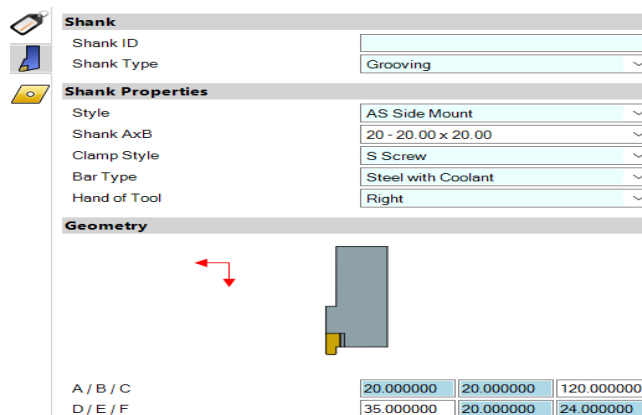 Shank
Shank ID
Shank Type Grooving
Shank Properties
Style AS Side Mount
Shank AxB 20 - 20.00 x 20.00
Clamp Style S Screw
Bar Type Steel with Coolant
Hand of Tool Right
Geometry
A / B / C 20.000000 20.000000 120.000000
D / E / F 35.000000 20.000000 24.000000